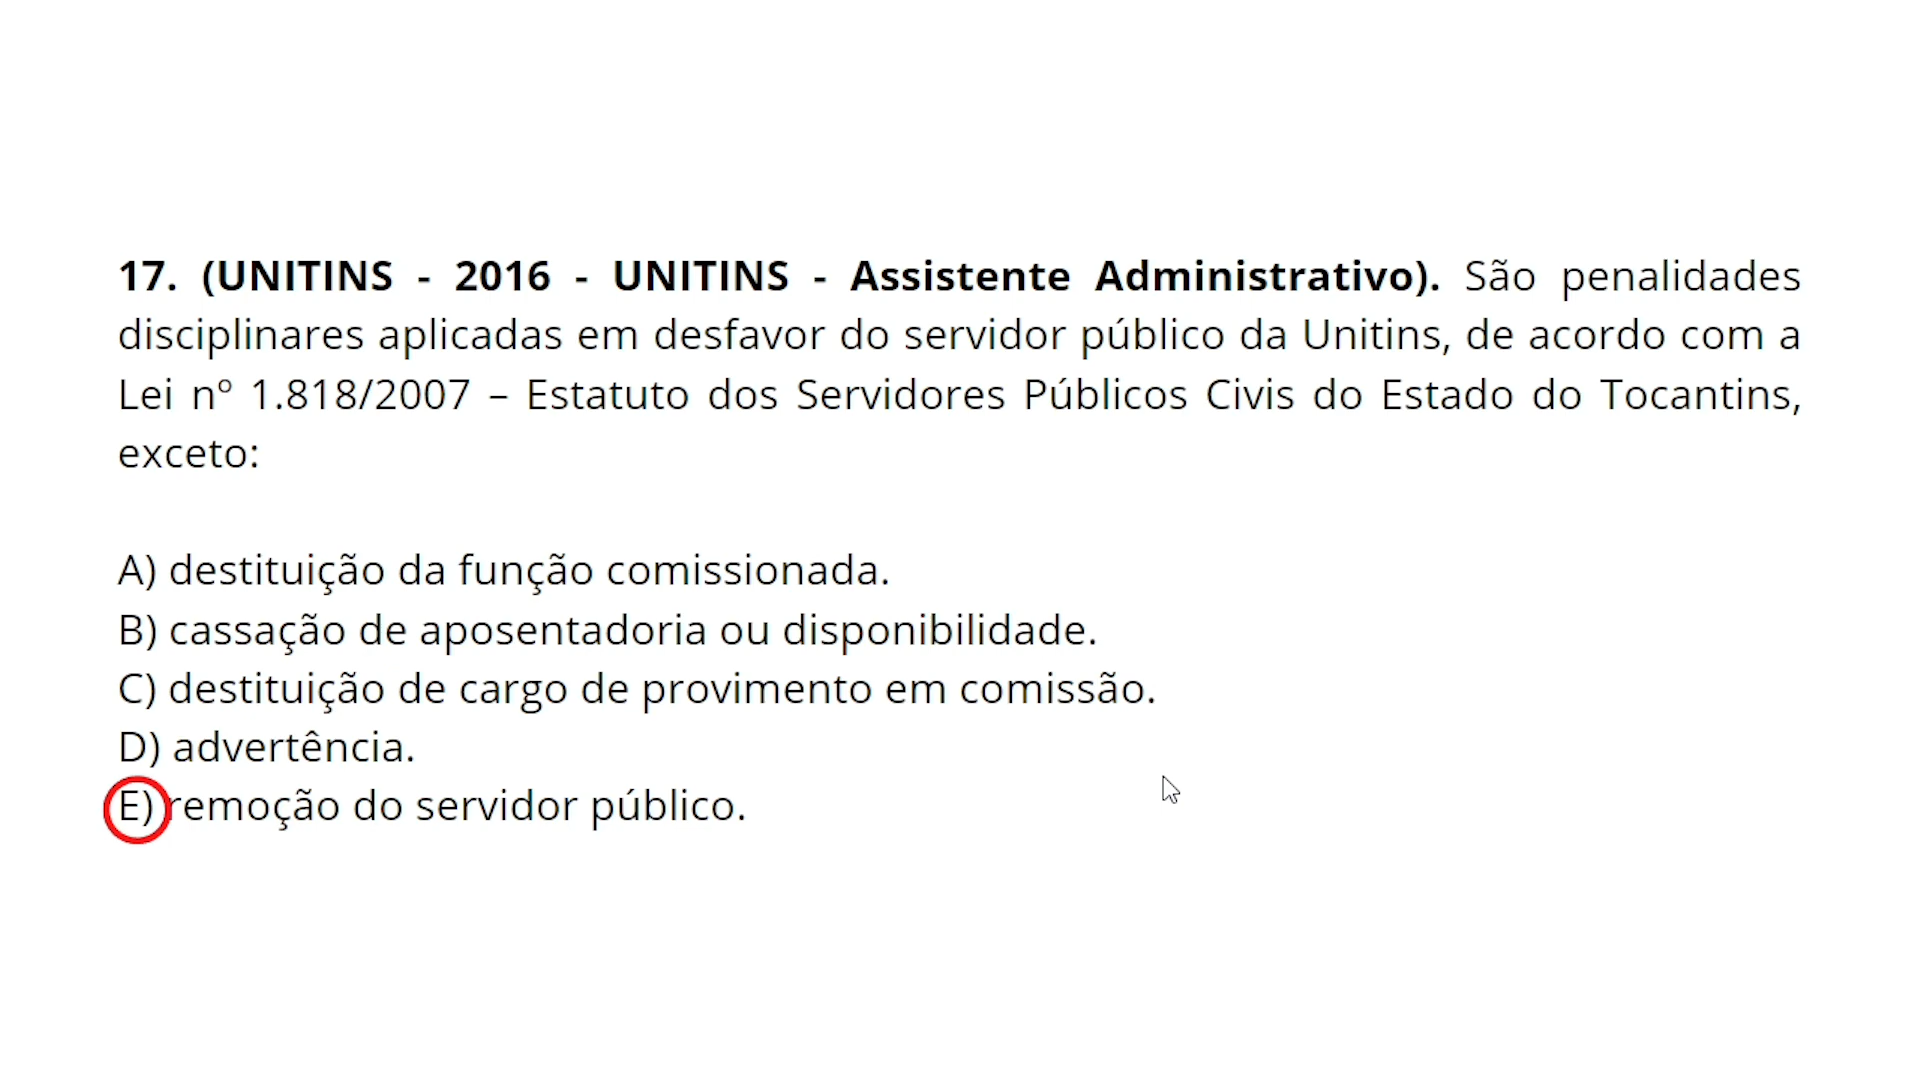 17. (UNITINS - 2016 - UNITINS - Assistente Administrativo). São penalidades
disciplinares aplicadas em desfavor do servidor público da Unitins, de acordo com a
Lei nº 1.818/2007 – Estatuto dos Servidores Públicos Civis do Estado do Tocantins,
exceto:
A) destituição da função comissionada.
B) cassação de aposentadoria ou disponibilidade.
C) destituição de cargo de provimento em comissão.
D) advertência.
E) remoção do servidor público.